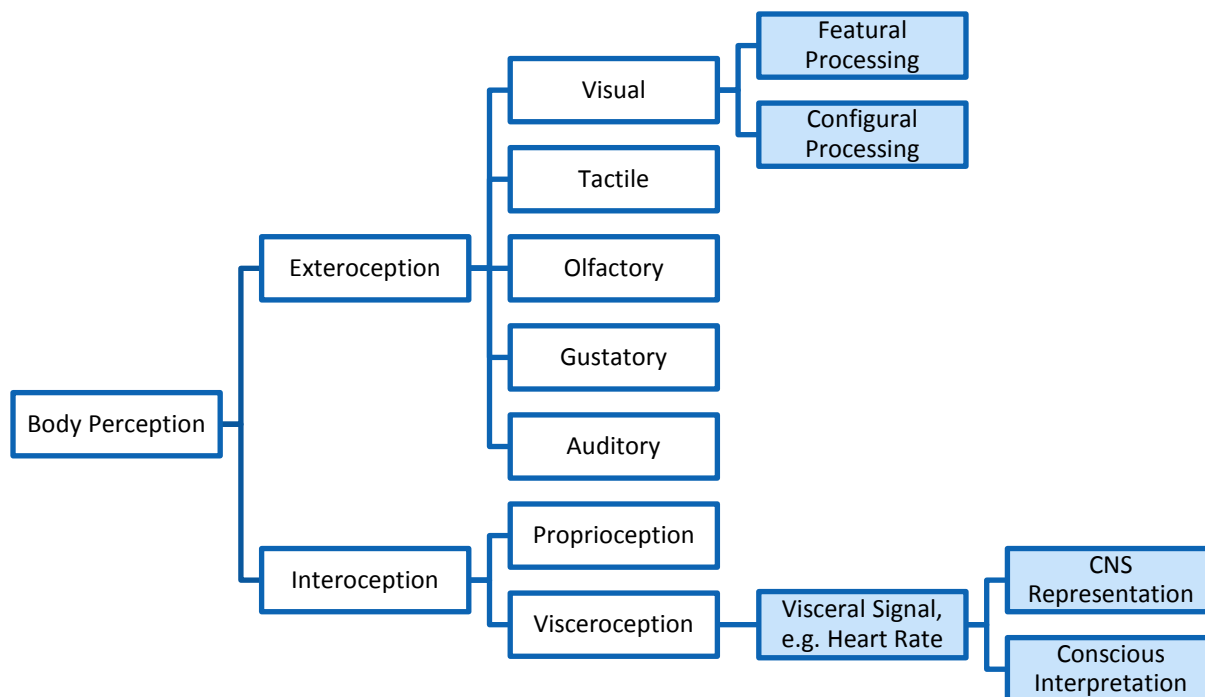 Featural
Processing
Visual
Configural
Processing
Tactile
Exteroception
Olfactory
Gustatory
Body Perception
Auditory
Proprioception
Interoception
CNS
Representation
Visceroception
Visceral Signal,
e.g. Heart Rate
Conscious
Interpretation